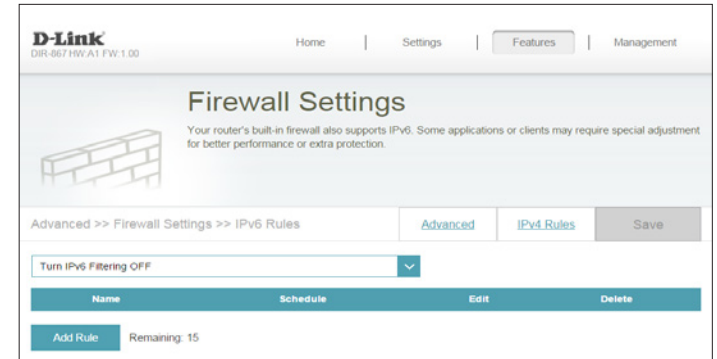 D-Link
DIR-867 HW:A1 FW:1.00
Home | Settings | Features | Management
Firewall Settings
Your router's built-in firewall also supports IPv6. Some applications or clients may require special adjustment
for better performance or extra protection.
Advanced >> Firewall Settings >> IPv6 Rules
Advanced
IPv4 Rules
Save
Turn IPv6 Filtering OFF
Name Schedule Edit Delete
Add Rule Remaining: 15